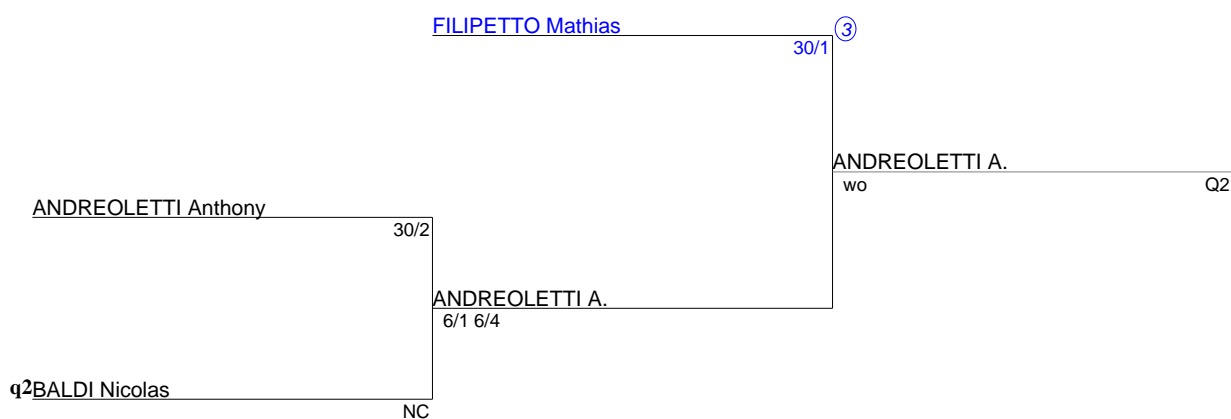 FILIPETTO Mathias
3
30/1
ANDREOLETTI A.
wo
Q2
ANDREOLETTI Anthony
30/2
ANDREOLETTI A.
6/1 6/4
q2BALDI Nicolas
NC